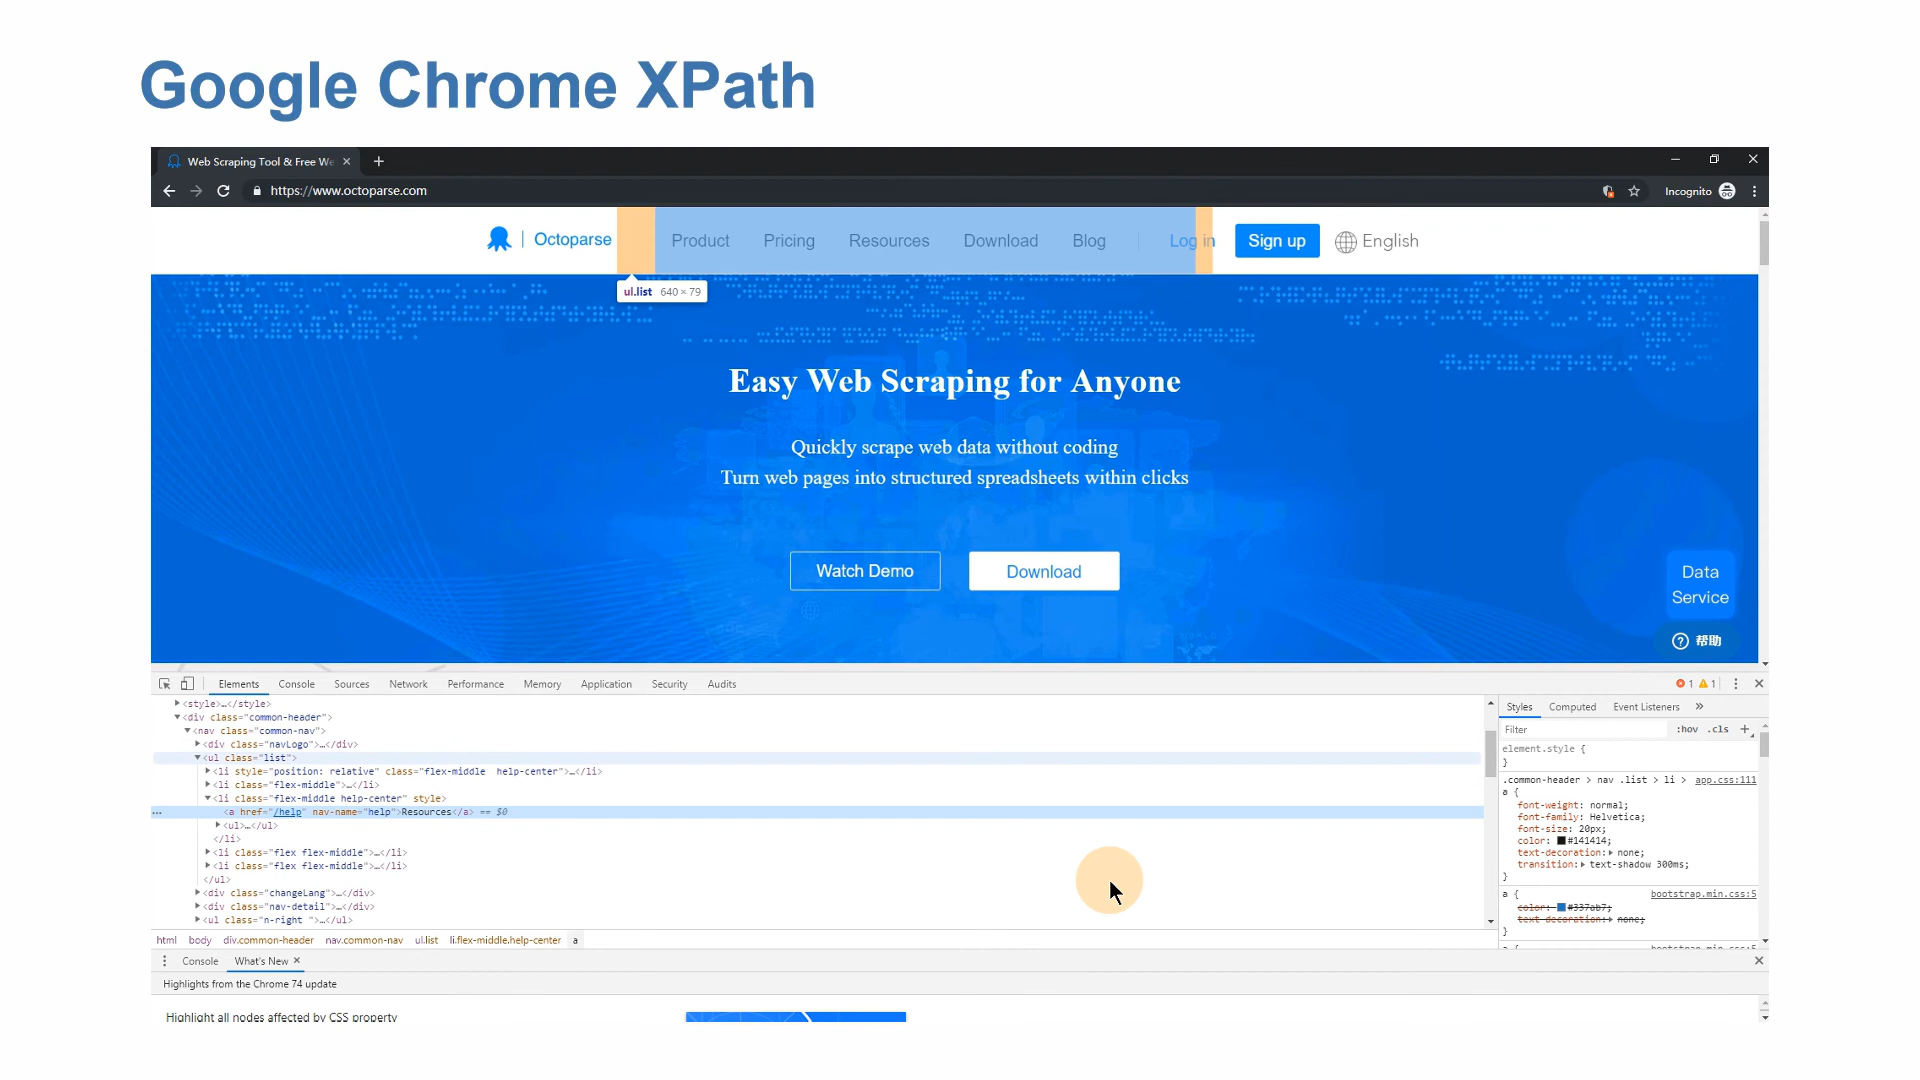 Google Chrome XPath
Web Scraping Tool & Free We
https://www.octoparse.com
Incognito
Octoparse
Product Pricing Resources Download Blog Log in Sign up English
ul.list 640 × 79
Easy Web Scraping for Anyone
Quickly scrape web data without coding
Turn web pages into structured spreadsheets within clicks
Watch Demo Download
Data
Service
帮助
Elements Console Sources Network Performance Memory Application Security Audits 1 1
<style>…</style>
<div class="common-header">
<nav class="common-nav">
<div class="navLogo">…</div>
<ul class="list">
<li style="position: relative" class="flex-middle help-center">…</li>
<li class="flex-middle">…</li>
<li class="flex-middle help-center" style>
<a href="/help" nav-name="help">Resources</a> == $0
<ul>…</ul>
</li>
<li class="flex flex-middle">…</li>
<li class="flex flex-middle">…</li>
</ul>
<div class="changeLang">…</div>
<div class="nav-detail">…</div>
<ul class="n-right ">…</ul>
html body div.common-header nav.common-nav ul.list li.flex-middle.help-center a
Styles Computed Event Listeners »
Filter :hov .cls +
element.style {
}
.common-header > nav .list > li > app.css:111
a {
font-weight: normal;
font-family: Helvetica;
font-size: 20px;
color: #141414;
text-decoration: none;
transition: text-shadow 300ms;
}
a { bootstrap.min.css:5
color: #337ab7;
text-decoration: none;
}
a { bootstrap.min.css:5
Console What's New
Highlights from the Chrome 74 update
Highlight all nodes affected by CSS property